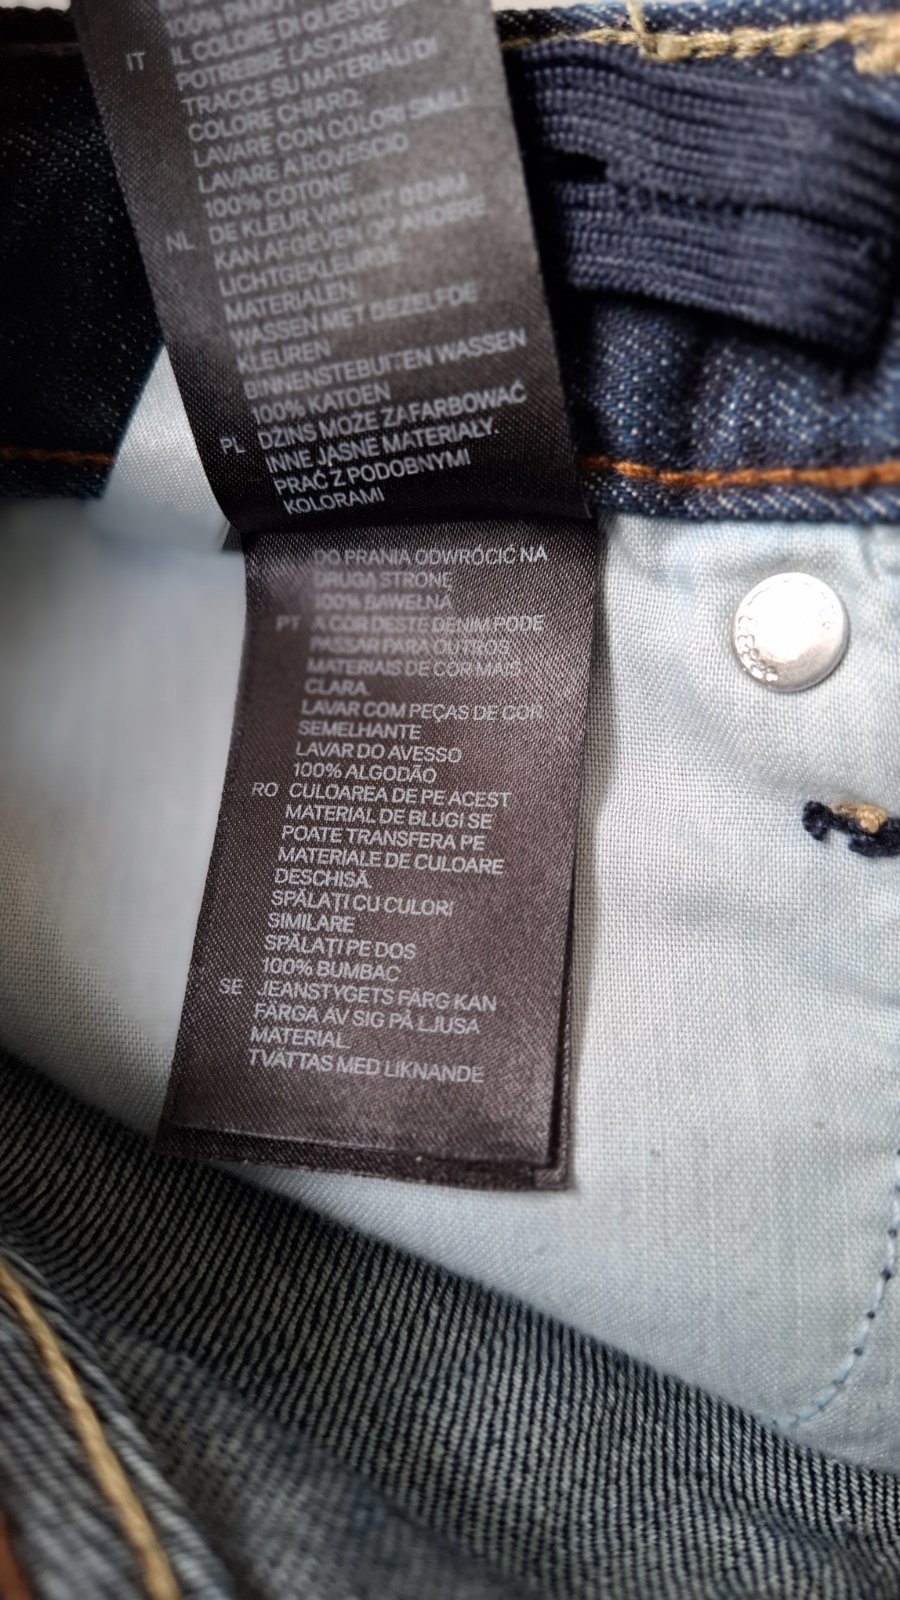 IT IL COLORE DI QUESTO
POTREBBE LASCIARE
TRACCE SU MATERIALI DI
COLORE CHIARO.
LAVARE CON COLORI SIMILI
LAVARE A ROVESCIO
100% COTONE
NL DE KLEUR VAN DIT DENIM
KAN AFGEVEN OP ANDERE
LICHTGEKLEURDE
MATERIALEN.
WASSEN MET DEZELFDE
KLEUREN
BINNENSTEBUITEN WASSEN
100% KATOEN
PL DŻINS MOŻE ZAFARBOWAĆ
INNE JASNE MATERIAŁY.
PRAĆ Z PODOBNYMI
KOLORAMI
DO PRANIA ODWRÓCIĆ NA
DRUGĄ STRONĘ
100% BAWEŁNA
PT A COR DESTE DENIM PODE
PASSAR PARA OUTROS
MATERIAIS DE COR MAIS
CLARA.
LAVAR COM PEÇAS DE COR
SEMELHANTE
LAVAR DO AVESSO
100% ALGODÃO
RO CULOAREA DE PE ACEST
MATERIAL DE BLUGI SE
POATE TRANSFERA PE
MATERIALE DE CULOARE
DESCHISĂ.
SPĂLAȚI CU CULORI
SIMILARE
SPĂLAȚI PE DOS
100% BUMBAC
SE JEANSTYGETS FÄRG KAN
FÄRGA AV SIG PÅ LJUSA
MATERIAL
TVÄTTAS MED LIKNANDE